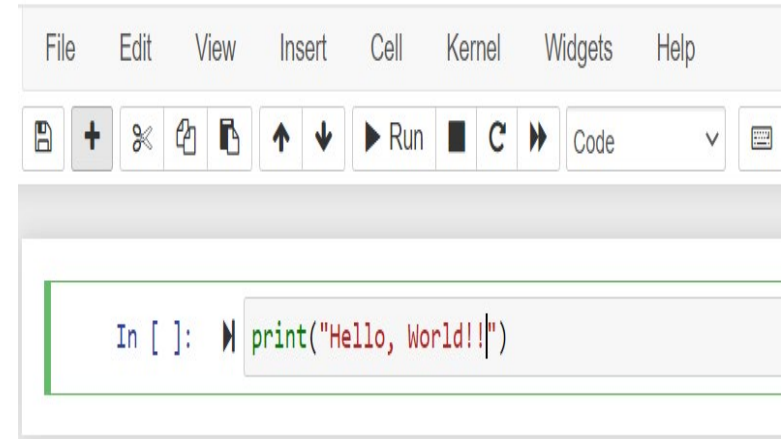 File Edit View Insert Cell Kernel Widgets Help
Run Code
In [ ]: print("Hello, World!!")